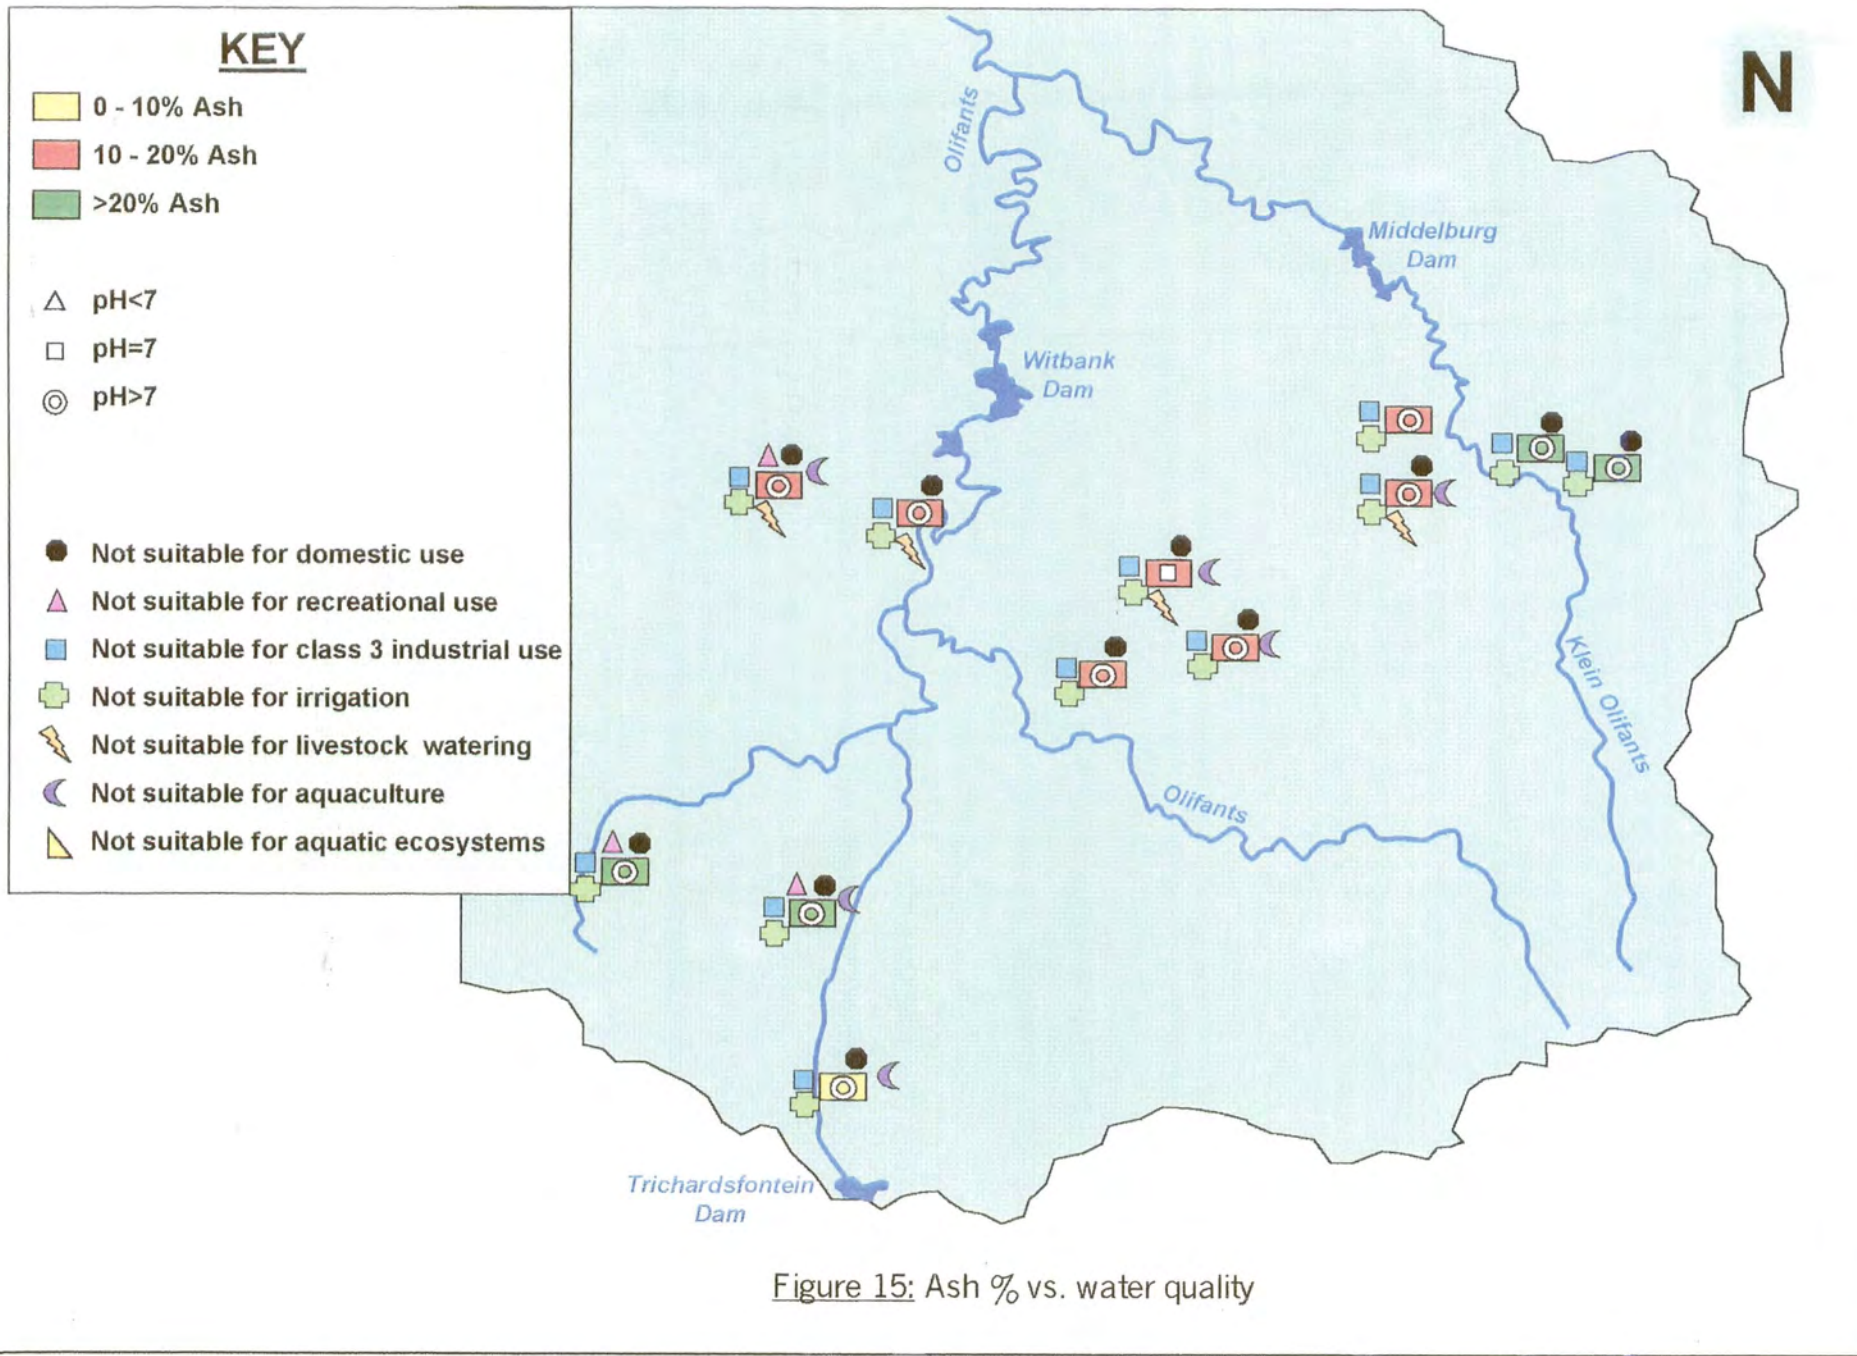 KEY
0 - 10% Ash
10 - 20% Ash
>20% Ash
pH<7
pH=7
pH>7
Not suitable for domestic use
Not suitable for recreational use
Not suitable for class 3 industrial use
Not suitable for irrigation
Not suitable for livestock watering
Not suitable for aquaculture
Not suitable for aquatic ecosystems
N
Olifants
Middelburg
Dam
Witbank
Dam
Klein Olifants
Olifants
Trichardsfontein
Dam
Figure 15: Ash % vs. water quality